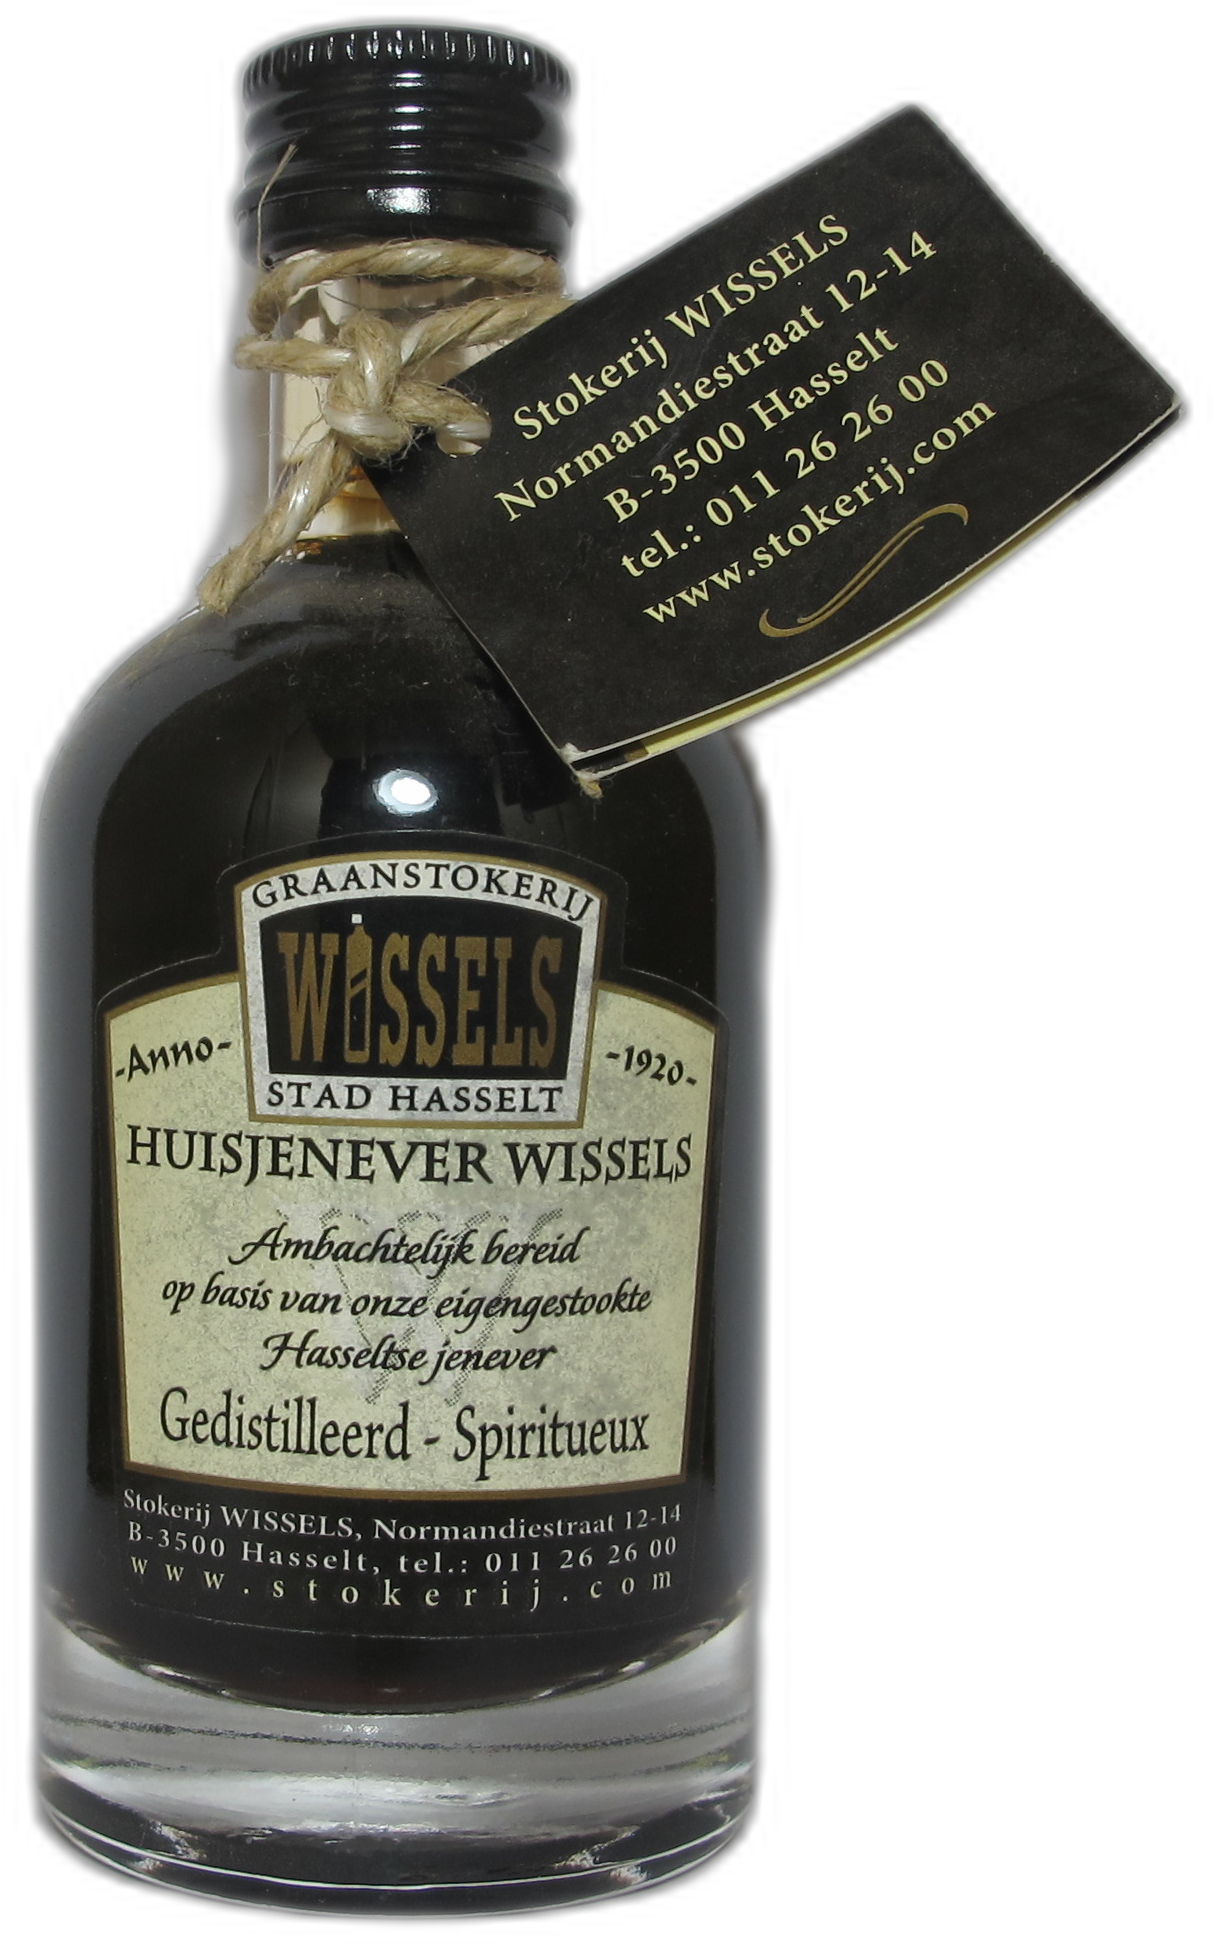 Stokerij WISSELS
Normandiestraat 12-14
B-3500 Hasselt
tel.: 011 26 26 00
www.stokerij.com
GRAANSTOKERIJ
WISSELS
STAD HASSELT
-Anno- -1920-
HUISJENEVER WISSELS
Ambachtelijk bereid
op basis van onze eigengestookte
Hasseltse jenever
Gedistilleerd - Spiritueux
Stokerij WISSELS, Normandiestraat 12-14
B-3500 Hasselt, tel.: 011 26 26 00
www.stokerij.com